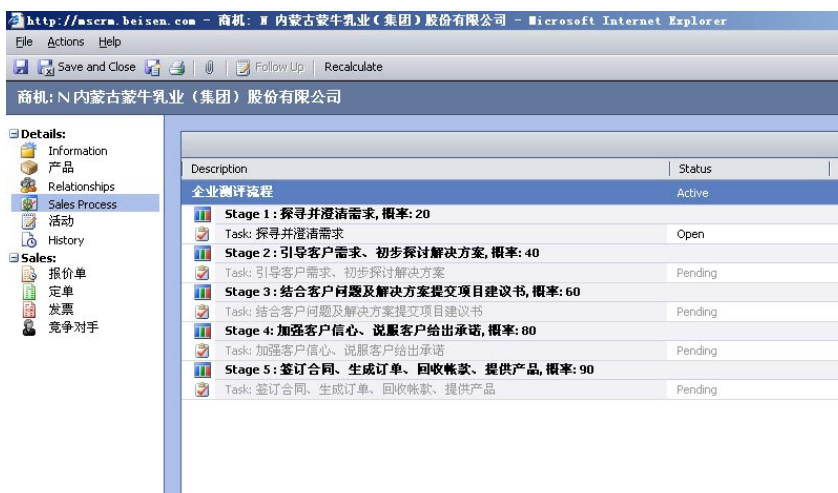 http://mscrm.beisen.com - 商机: N 内蒙古蒙牛乳业(集团)股份有限公司 - Microsoft Internet Explorer
File Actions Help
Save and Close Follow Up Recalculate
商机: N 内蒙古蒙牛乳业（集团）股份有限公司
Details:
Information
产品
Relationships
Sales Process
活动
History
Sales:
报价单
定单
发票
竞争对手
Description Status
企业测评流程 Active
Stage 1 : 探寻并澄清需求, 概率: 20
Task: 探寻并澄清需求 Open
Stage 2 : 引导客户需求、初步探讨解决方案, 概率: 40
Task: 引导客户需求、初步探讨解决方案 Pending
Stage 3 : 结合客户问题及解决方案提交项目建议书, 概率: 60
Task: 结合客户问题及解决方案提交项目建议书 Pending
Stage 4: 加强客户信心、说服客户给出承诺, 概率: 80
Task: 加强客户信心、说服客户给出承诺 Pending
Stage 5 : 签订合同、生成订单、回收帐款、提供产品, 概率: 90
Task: 签订合同、生成订单、回收帐款、提供产品 Pending